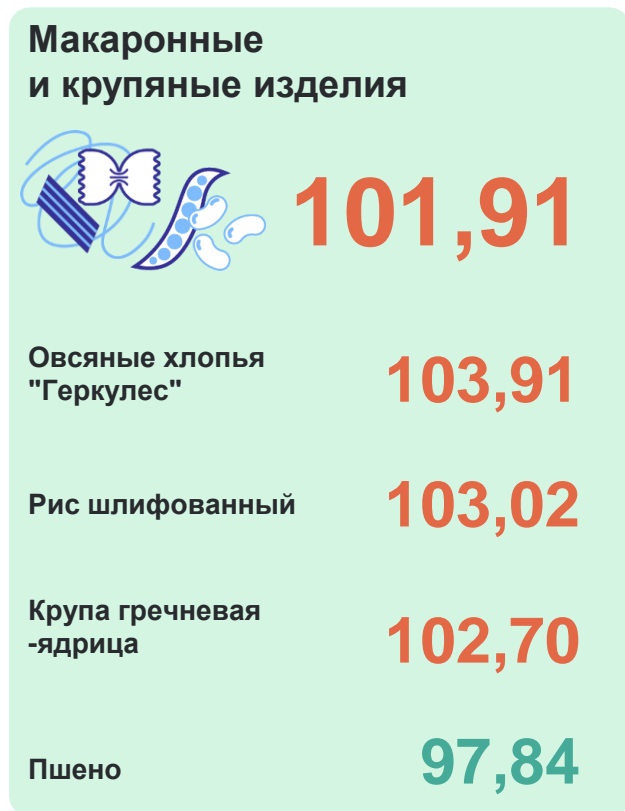 Макаронные
и крупяные изделия
101,91
Овсяные хлопья
"Геркулес"
103,91
Рис шлифованный
103,02
Крупа гречневая
-ядрица
102,70
Пшено
97,84